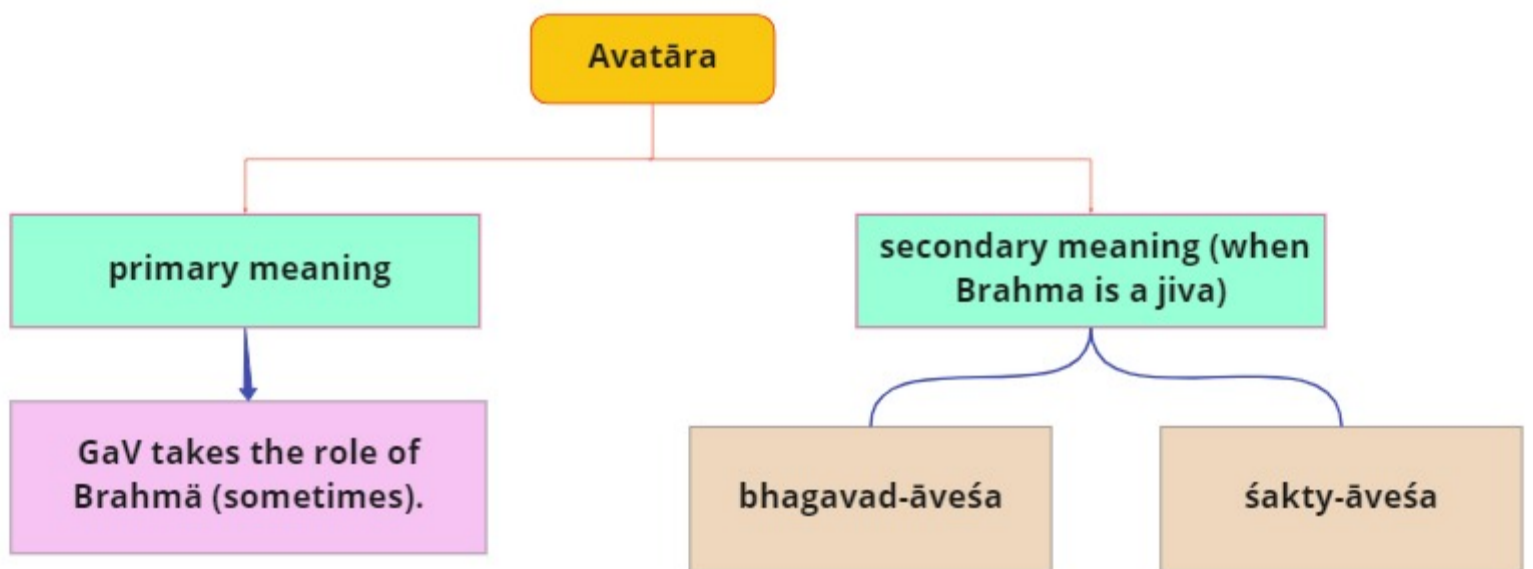 Avatāra
primary meaning
secondary meaning (when
Brahma is a jiva)
GaV takes the role of
Brahmä (sometimes).
bhagavad-āveśa
śakty-āveśa